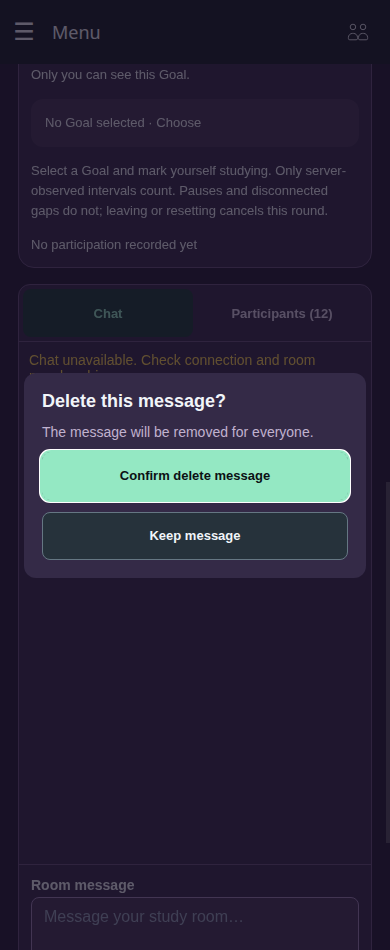 ☰ Menu
Only you can see this Goal.
No Goal selected · Choose
Select a Goal and mark yourself studying. Only server-
observed intervals count. Pauses and disconnected
gaps do not; leaving or resetting cancels this round.
No participation recorded yet
Chat Participants (12)
Chat unavailable. Check connection and room
Delete this message?
The message will be removed for everyone.
Confirm delete message
Keep message
Room message
Message your study room…